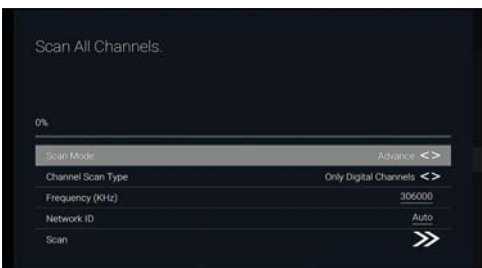 Scan All Channels.
0%
Scan Mode Advance <>
Channel Scan Type Only Digital Channels <>
Frequency (KHz) 306000
Network ID Auto
Scan